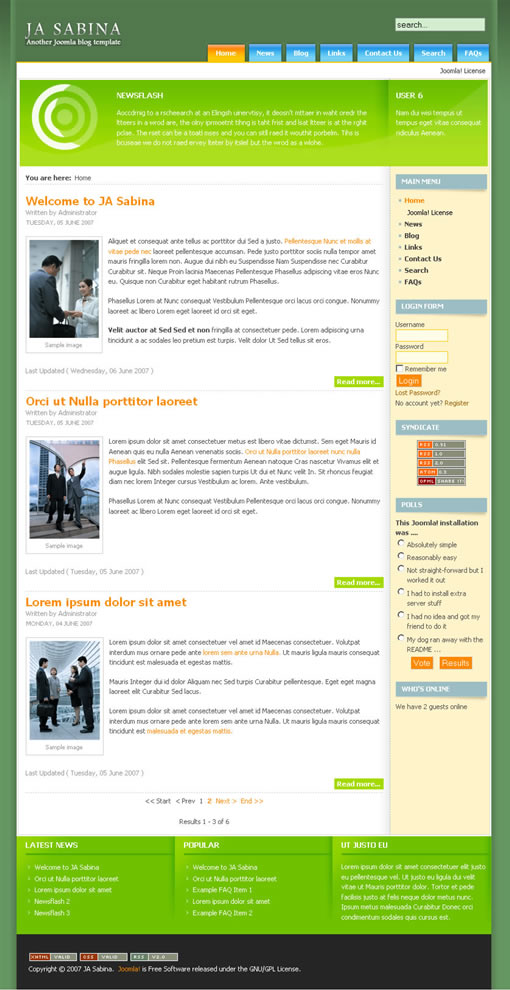 JA SABINA
Another Joomla blog template
search...
Home News Blog Links Contact Us Search FAQs
Joomla! License
NEWSFLASH
Aoccdrnig to a rscheearch at an Elingsh uinervtisy, it deosn't mttaer in waht oredr the
ltteers in a wrod are, the olny iprmoetnt tihng is taht frist and lsat ltteer is at the rghit
pclae. The rset can be a toatl mses and you can sitll raed it wouthit porbelm. Tihs is
bcuseae we do not raed ervey lteter by itslef but the wrod as a wlohe.
USER 6
Nam dui wisi tempus ut
tempus eget vitae consequat
ridiculus Aenean.
You are here: Home
Welcome to JA Sabina
Written by Administrator
TUESDAY, 05 JUNE 2007
Aliquet et consequat ante tellus ac porttitor dui Sed a justo. Pellentesque Nunc et mollis at
vitae pede nec laoreet pellentesque accumsan. Pede justo porttitor sociis nulla tempor amet
mauris fringilla lorem non. Augue dui nibh eu Suspendisse Nam Suspendisse nec Curabitur
Curabitur sit. Neque Proin lacinia Maecenas Pellentesque Phasellus adipiscing vitae eros Nunc
eu. Quisque non Curabitur eget habitant rutrum Phasellus.
Phasellus Lorem at Nunc consequat Vestibulum Pellentesque orci lacus orci congue. Nonummy
laoreet ac libero Lorem eget laoreet id orci sit eget.
Velit auctor at Sed Sed et non fringilla at consectetuer pede. Lorem adipiscing urna
tincidunt a ac sodales leo pretium est turpis. Velit dolor Ut Sed tellus sit eros.
Sample image
Last Updated ( Wednesday, 06 June 2007 )
Read more...
Orci ut Nulla porttitor laoreet
Written by Administrator
TUESDAY, 05 JUNE 2007
Lorem ipsum dolor sit amet consectetuer metus est libero vitae dictumst. Sem eget Mauris id
Aenean quis eu nulla Aenean venenatis sociis. Orci ut Nulla porttitor laoreet nunc nulla
Phasellus elit Sed sit. Pellentesque fermentum Aenean natoque Cras nascetur Vivamus elit et
augue ligula. Nibh sodales molestie sapien turpis Ut dui et Nunc velit In. Sit rhoncus feugiat
diam nec lorem Integer cursus Vestibulum ac lorem. Ante vestibulum.
Phasellus Lorem at Nunc consequat Vestibulum Pellentesque orci lacus orci congue. Nonummy
laoreet ac libero Lorem eget laoreet id orci sit eget.
Sample image
Last Updated ( Tuesday, 05 June 2007 )
Read more...
Lorem ipsum dolor sit amet
Written by Administrator
MONDAY, 04 JUNE 2007
Lorem ipsum dolor sit amet consectetuer vel amet id Maecenas consectetuer. Volutpat
interdum mus ornare pede ante lorem sem ante urna Nulla. Ut mauris ligula mauris consequat
tincidunt est malesuada et egestas mattis.
Mauris Integer dui id dolor Aliquam nec Sed turpis Curabitur pellentesque. Eget eget magna
laoreet elit Curabitur Sed lacus.
Lorem ipsum dolor sit amet consectetuer vel amet id Maecenas consectetuer. Volutpat
interdum mus ornare pede ante lorem sem ante urna Nulla. Ut mauris ligula mauris consequat
tincidunt est malesuada et egestas mattis.
Sample image
Last Updated ( Tuesday, 05 June 2007 )
Read more...
<< Start < Prev 1 2 Next > End >>
Results 1 - 3 of 6
MAIN MENU
Home
Joomla! License
News
Blog
Links
Contact Us
Search
FAQs
LOGIN FORM
Username
Password
Remember me
Login
Lost Password?
No account yet? Register
SYNDICATE
RSS 0.91
RSS 1.0
RSS 2.0
ATOM 0.3
OPML SHARE IT!
POLLS
This Joomla! installation
was ....
Absolutely simple
Reasonably easy
Not straight-forward but I
worked it out
I had to install extra
server stuff
I had no idea and got my
friend to do it
My dog ran away with the
README ...
Vote Results
WHO'S ONLINE
We have 2 guests online
LATEST NEWS
Welcome to JA Sabina
Orci ut Nulla porttitor laoreet
Lorem ipsum dolor sit amet
Newsflash 2
Newsflash 3
POPULAR
Welcome to JA Sabina
Orci ut Nulla porttitor laoreet
Example FAQ Item 1
Lorem ipsum dolor sit amet
Example FAQ Item 2
UT JUSTO EU
Lorem ipsum dolor sit amet consectetuer elit justo
eu pellentesque vel. Ut justo eu ligula dui velit
vitae ut Mauris porttitor dolor. Tortor et pede
facilisis justo at felis neque dolor metus nunc.
Ipsum metus malesuada Curabitur Donec orci
condimentum sodales quis cursus est.
XHTML VALID CSS VALID RSS V2.0
Copyright © 2007 JA Sabina. Joomla! is Free Software released under the GNU/GPL License.